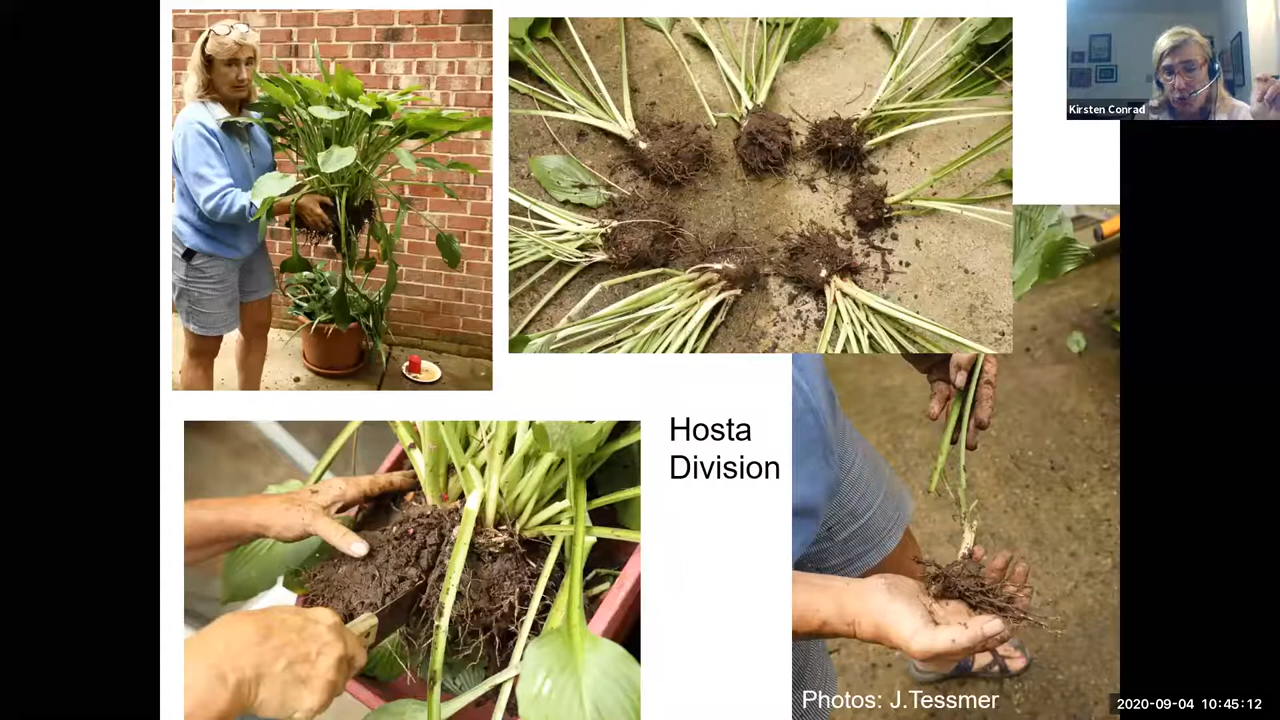 Kirsten Conrad
Hosta
Division
Photos: J.Tessmer
2020-09-04 10:45:12